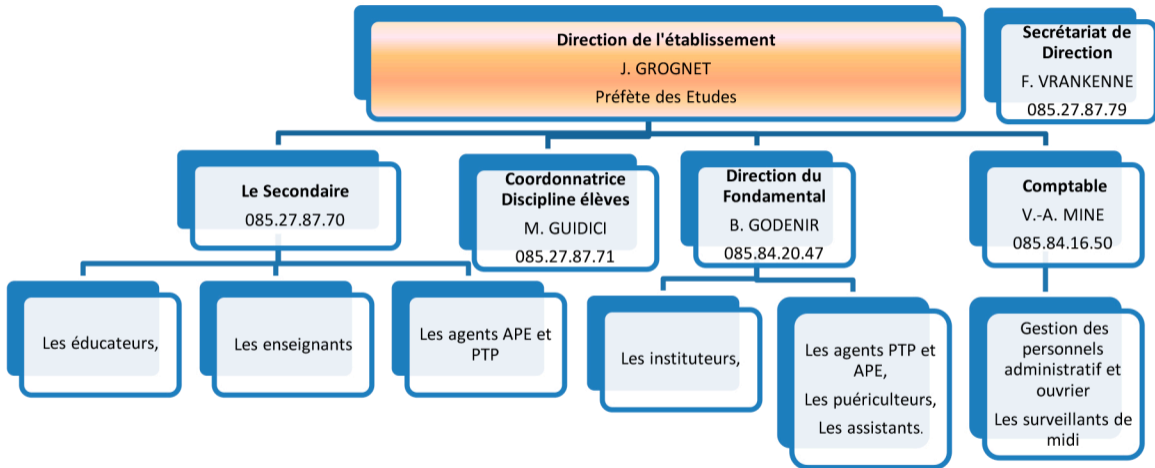 Direction de l'établissement
J. GROGNET
Préfète des Etudes
Secrétariat de
Direction
F. VRANKENNE
085.27.87.79
Le Secondaire
085.27.87.70
Coordonnatrice
Discipline élèves
M. GUIDICI
085.27.87.71
Direction du
Fondamental
B. GODENIR
085.84.20.47
Comptable
V.-A. MINE
085.84.16.50
Les éducateurs,
Les enseignants
Les agents APE et
PTP
Les instituteurs,
Les agents PTP et
APE,
Les puériculteurs,
Les assistants.
Gestion des
personnels
administratif et
ouvrier
Les surveillants de
midi